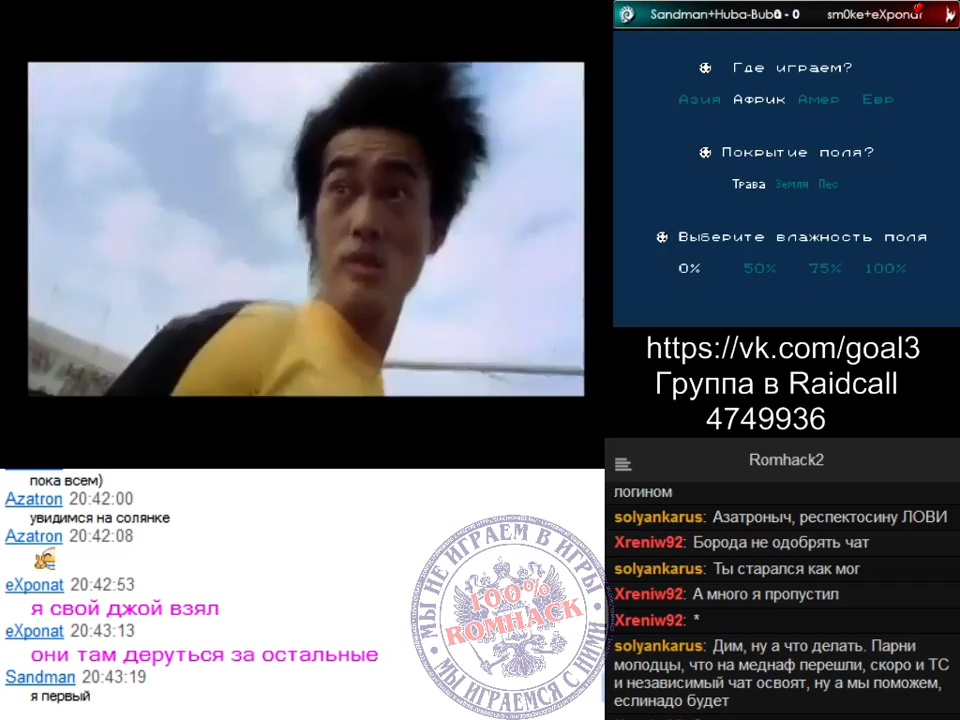 Sandman+Huba-Bub
0 - 0
sm0ke+eXponat
Где играем?
Азия Африк Амер Евр
Покрытие поля?
Трава Земля Пес
Выберите влажность поля
0% 50% 75% 100%
https://vk.com/goal3
Группа в Raidcall
4749936
пока всем)
Azatron 20:42:00
увидимся на солянке
Azatron 20:42:08
eXponat 20:42:53
я свой джой взял
eXponat 20:43:13
они там деруться за остальные
Sandman 20:43:19
я первый
МЫ НЕ ИГРАЕМ В ИГРЫ
100%
ROMHACK
МЫ ИГРАЕМСЯ С НИМИ
Romhack2
логином
solyankarus: Азатроныч, респектосину ЛОВИ
Xreniw92: Борода не одобрять чат
solyankarus: Ты старался как мог
Xreniw92: А много я пропустил
Xreniw92: *
solyankarus: Дим, ну а что делать. Парни
молодцы, что на меднаф перешли, скоро и ТС
и независимый чат освоят, ну а мы поможем,
еслинадо будет